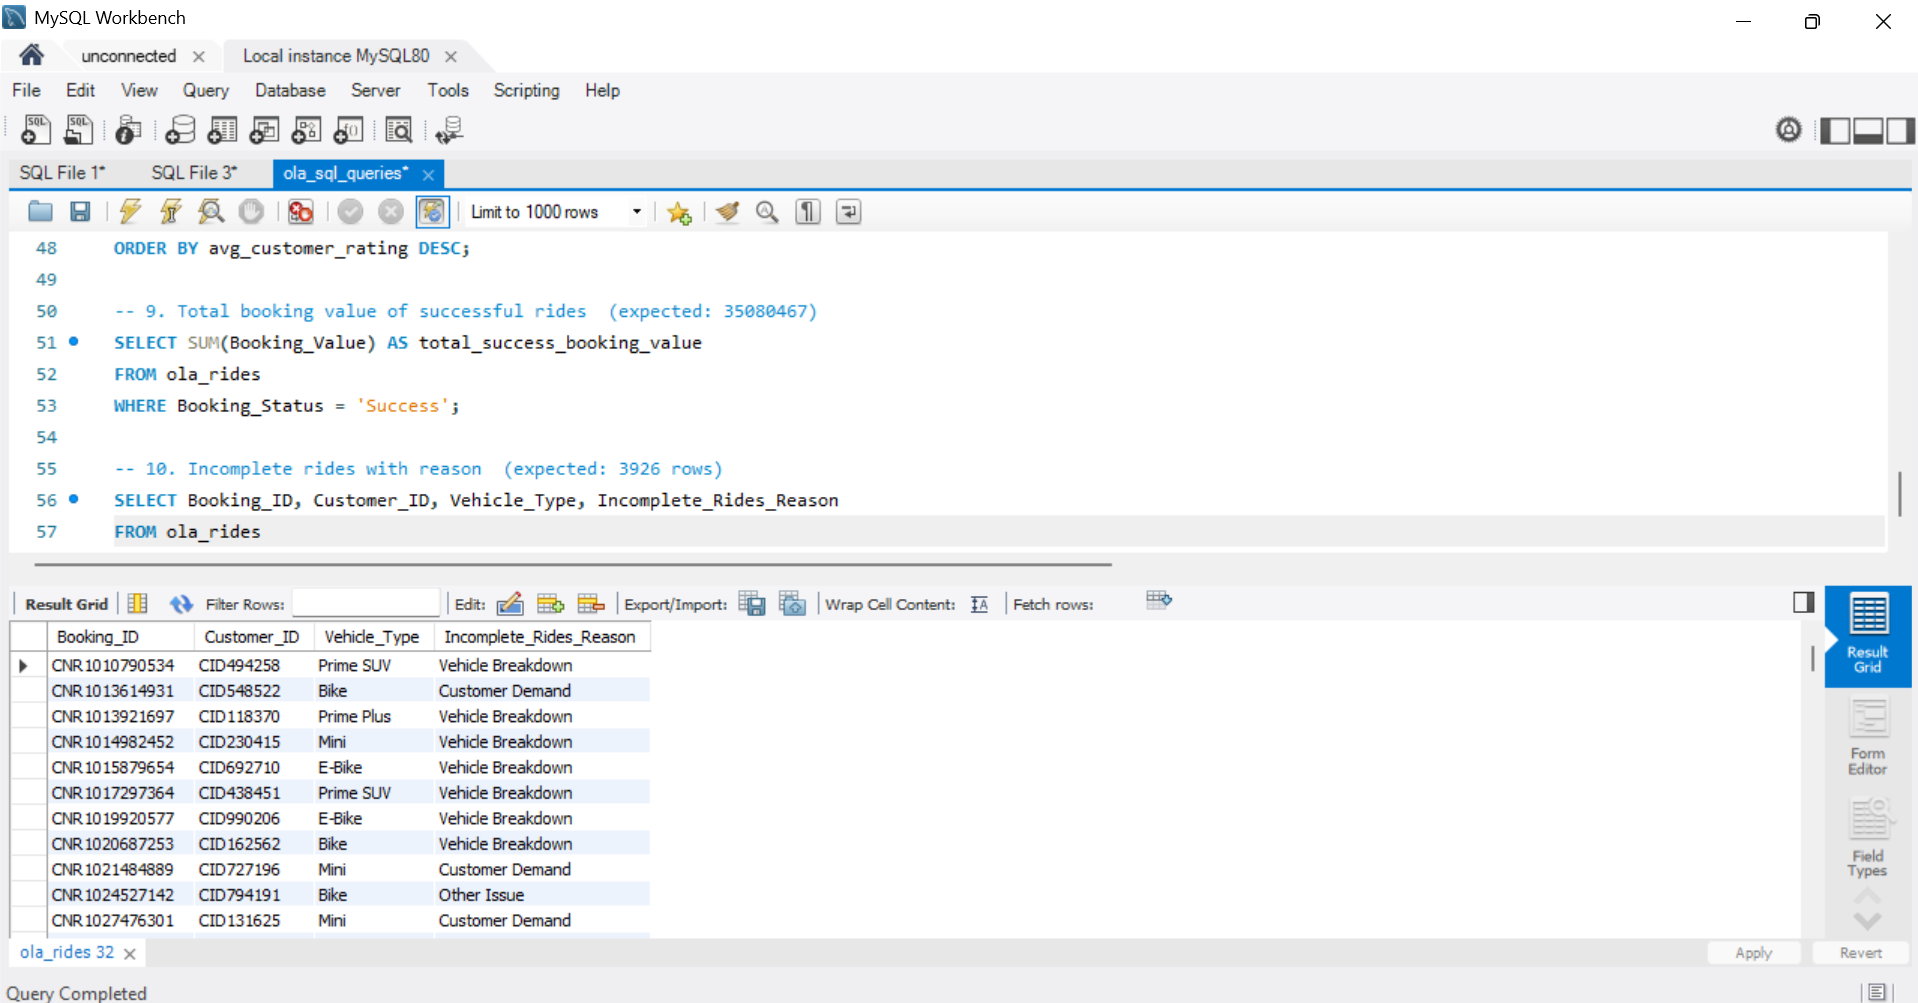 MySQL Workbench
unconnected
Local instance MySQL80
File Edit View Query Database Server Tools Scripting Help
SQL File 1*
SQL File 3*
ola_sql_queries*
Limit to 1000 rows
48 ORDER BY avg_customer_rating DESC;
49
50 -- 9. Total booking value of successful rides  (expected: 35080467)
51 SELECT SUM(Booking_Value) AS total_success_booking_value
52 FROM ola_rides
53 WHERE Booking_Status = 'Success';
54
55 -- 10. Incomplete rides with reason  (expected: 3926 rows)
56 SELECT Booking_ID, Customer_ID, Vehicle_Type, Incomplete_Rides_Reason
57 FROM ola_rides
Result Grid Filter Rows: Edit: Export/Import: Wrap Cell Content: Fetch rows:
Booking_ID Customer_ID Vehicle_Type Incomplete_Rides_Reason
CNR1010790534 CID494258 Prime SUV Vehicle Breakdown
CNR1013614931 CID548522 Bike Customer Demand
CNR1013921697 CID118370 Prime Plus Vehicle Breakdown
CNR1014982452 CID230415 Mini Vehicle Breakdown
CNR1015879654 CID692710 E-Bike Vehicle Breakdown
CNR1017297364 CID438451 Prime SUV Vehicle Breakdown
CNR1019920577 CID990206 E-Bike Vehicle Breakdown
CNR1020687253 CID162562 Bike Vehicle Breakdown
CNR1021484889 CID727196 Mini Customer Demand
CNR1024527142 CID794191 Bike Other Issue
CNR1027476301 CID131625 Mini Customer Demand
Result
Grid
Form
Editor
Field
Types
ola_rides 32
Apply
Revert
Query Completed